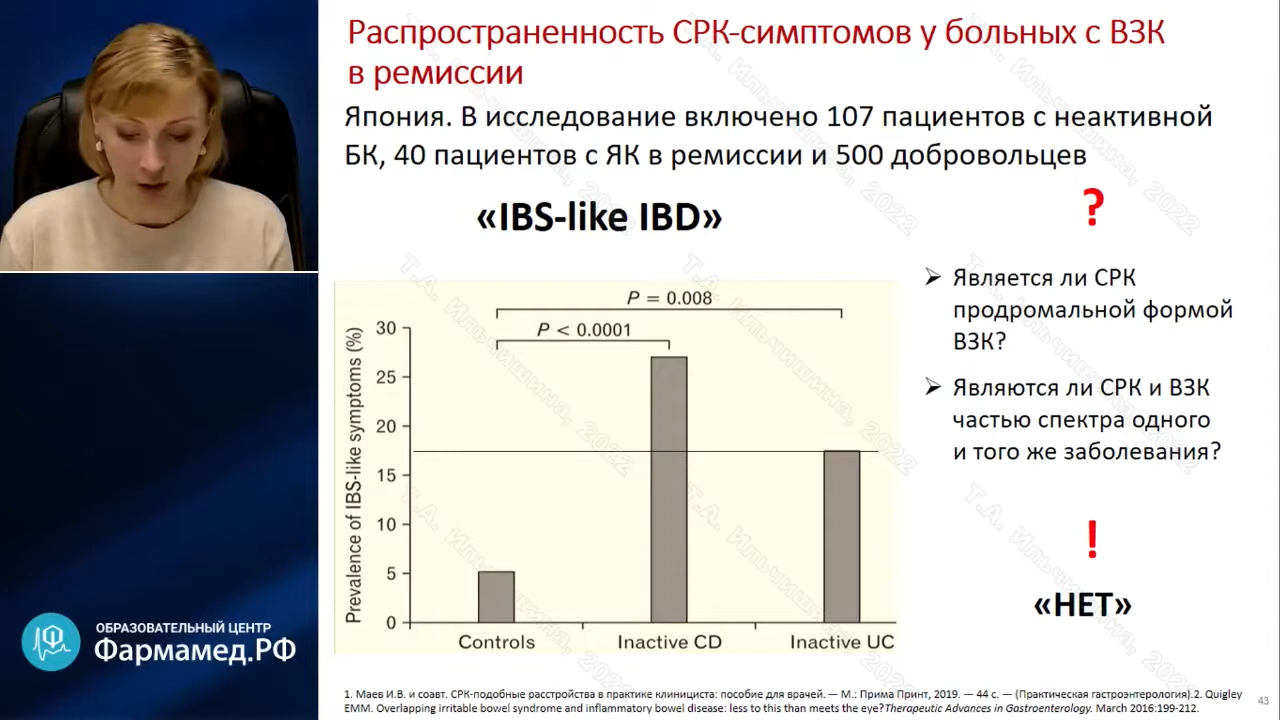 Распространенность СРК-симптомов у больных с ВЗК
в ремиссии
Япония. В исследование включено 107 пациентов с неактивной
БК, 40 пациентов с ЯК в ремиссии и 500 добровольцев
«IBS-like IBD»
P = 0.008
P < 0.0001
Prevalence of IBS-like symptoms (%)
30
25
20
15
10
5
0
Controls
Inactive CD
Inactive UC
?
➢ Является ли СРК
продромальной формой
ВЗК?
➢ Являются ли СРК и ВЗК
частью спектра одного
и того же заболевания?
!
«НЕТ»
ОБРАЗОВАТЕЛЬНЫЙ ЦЕНТР
Фармамед.РФ
1. Маев И.В. и соавт. СРК-подобные расстройства в практике клинициста: пособие для врачей. — М.: Прима Принт, 2019. — 44 с. — (Практическая гастроэнтерология).2. Quigley
EMM. Overlapping irritable bowel syndrome and inflammatory bowel disease: less to this than meets the eye?Therapeutic Advances in Gastroenterology. March 2016:199-212.
43
Т.А. Ильчишина, 2022